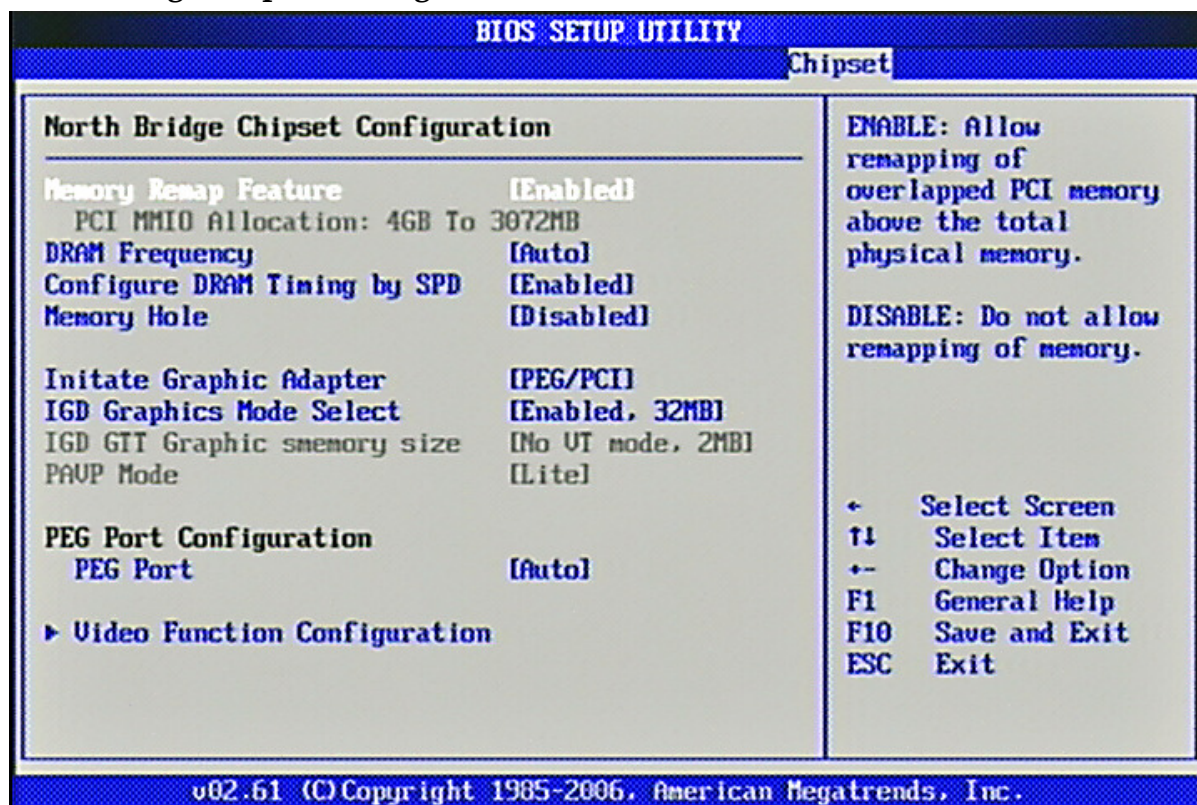 BIOS SETUP UTILITY
Chipset
North Bridge Chipset Configuration
Memory Remap Feature [Enabled]
PCI MMIO Allocation: 4GB To 3072MB
DRAM Frequency [Auto]
Configure DRAM Timing by SPD [Enabled]
Memory Hole [Disabled]
Initate Graphic Adapter [PEG/PCI]
IGD Graphics Mode Select [Enabled, 32MB]
IGD GTT Graphic smemory size [No VT mode, 2MB]
PAVP Mode [Lite]
PEG Port Configuration
PEG Port [Auto]
▶ Video Function Configuration
ENABLE: Allow
remapping of
overlapped PCI memory
above the total
physical memory.
DISABLE: Do not allow
remapping of memory.
← Select Screen
↑↓ Select Item
+- Change Option
F1 General Help
F10 Save and Exit
ESC Exit
v02.61 (C)Copyright 1985-2006, American Megatrends, Inc.